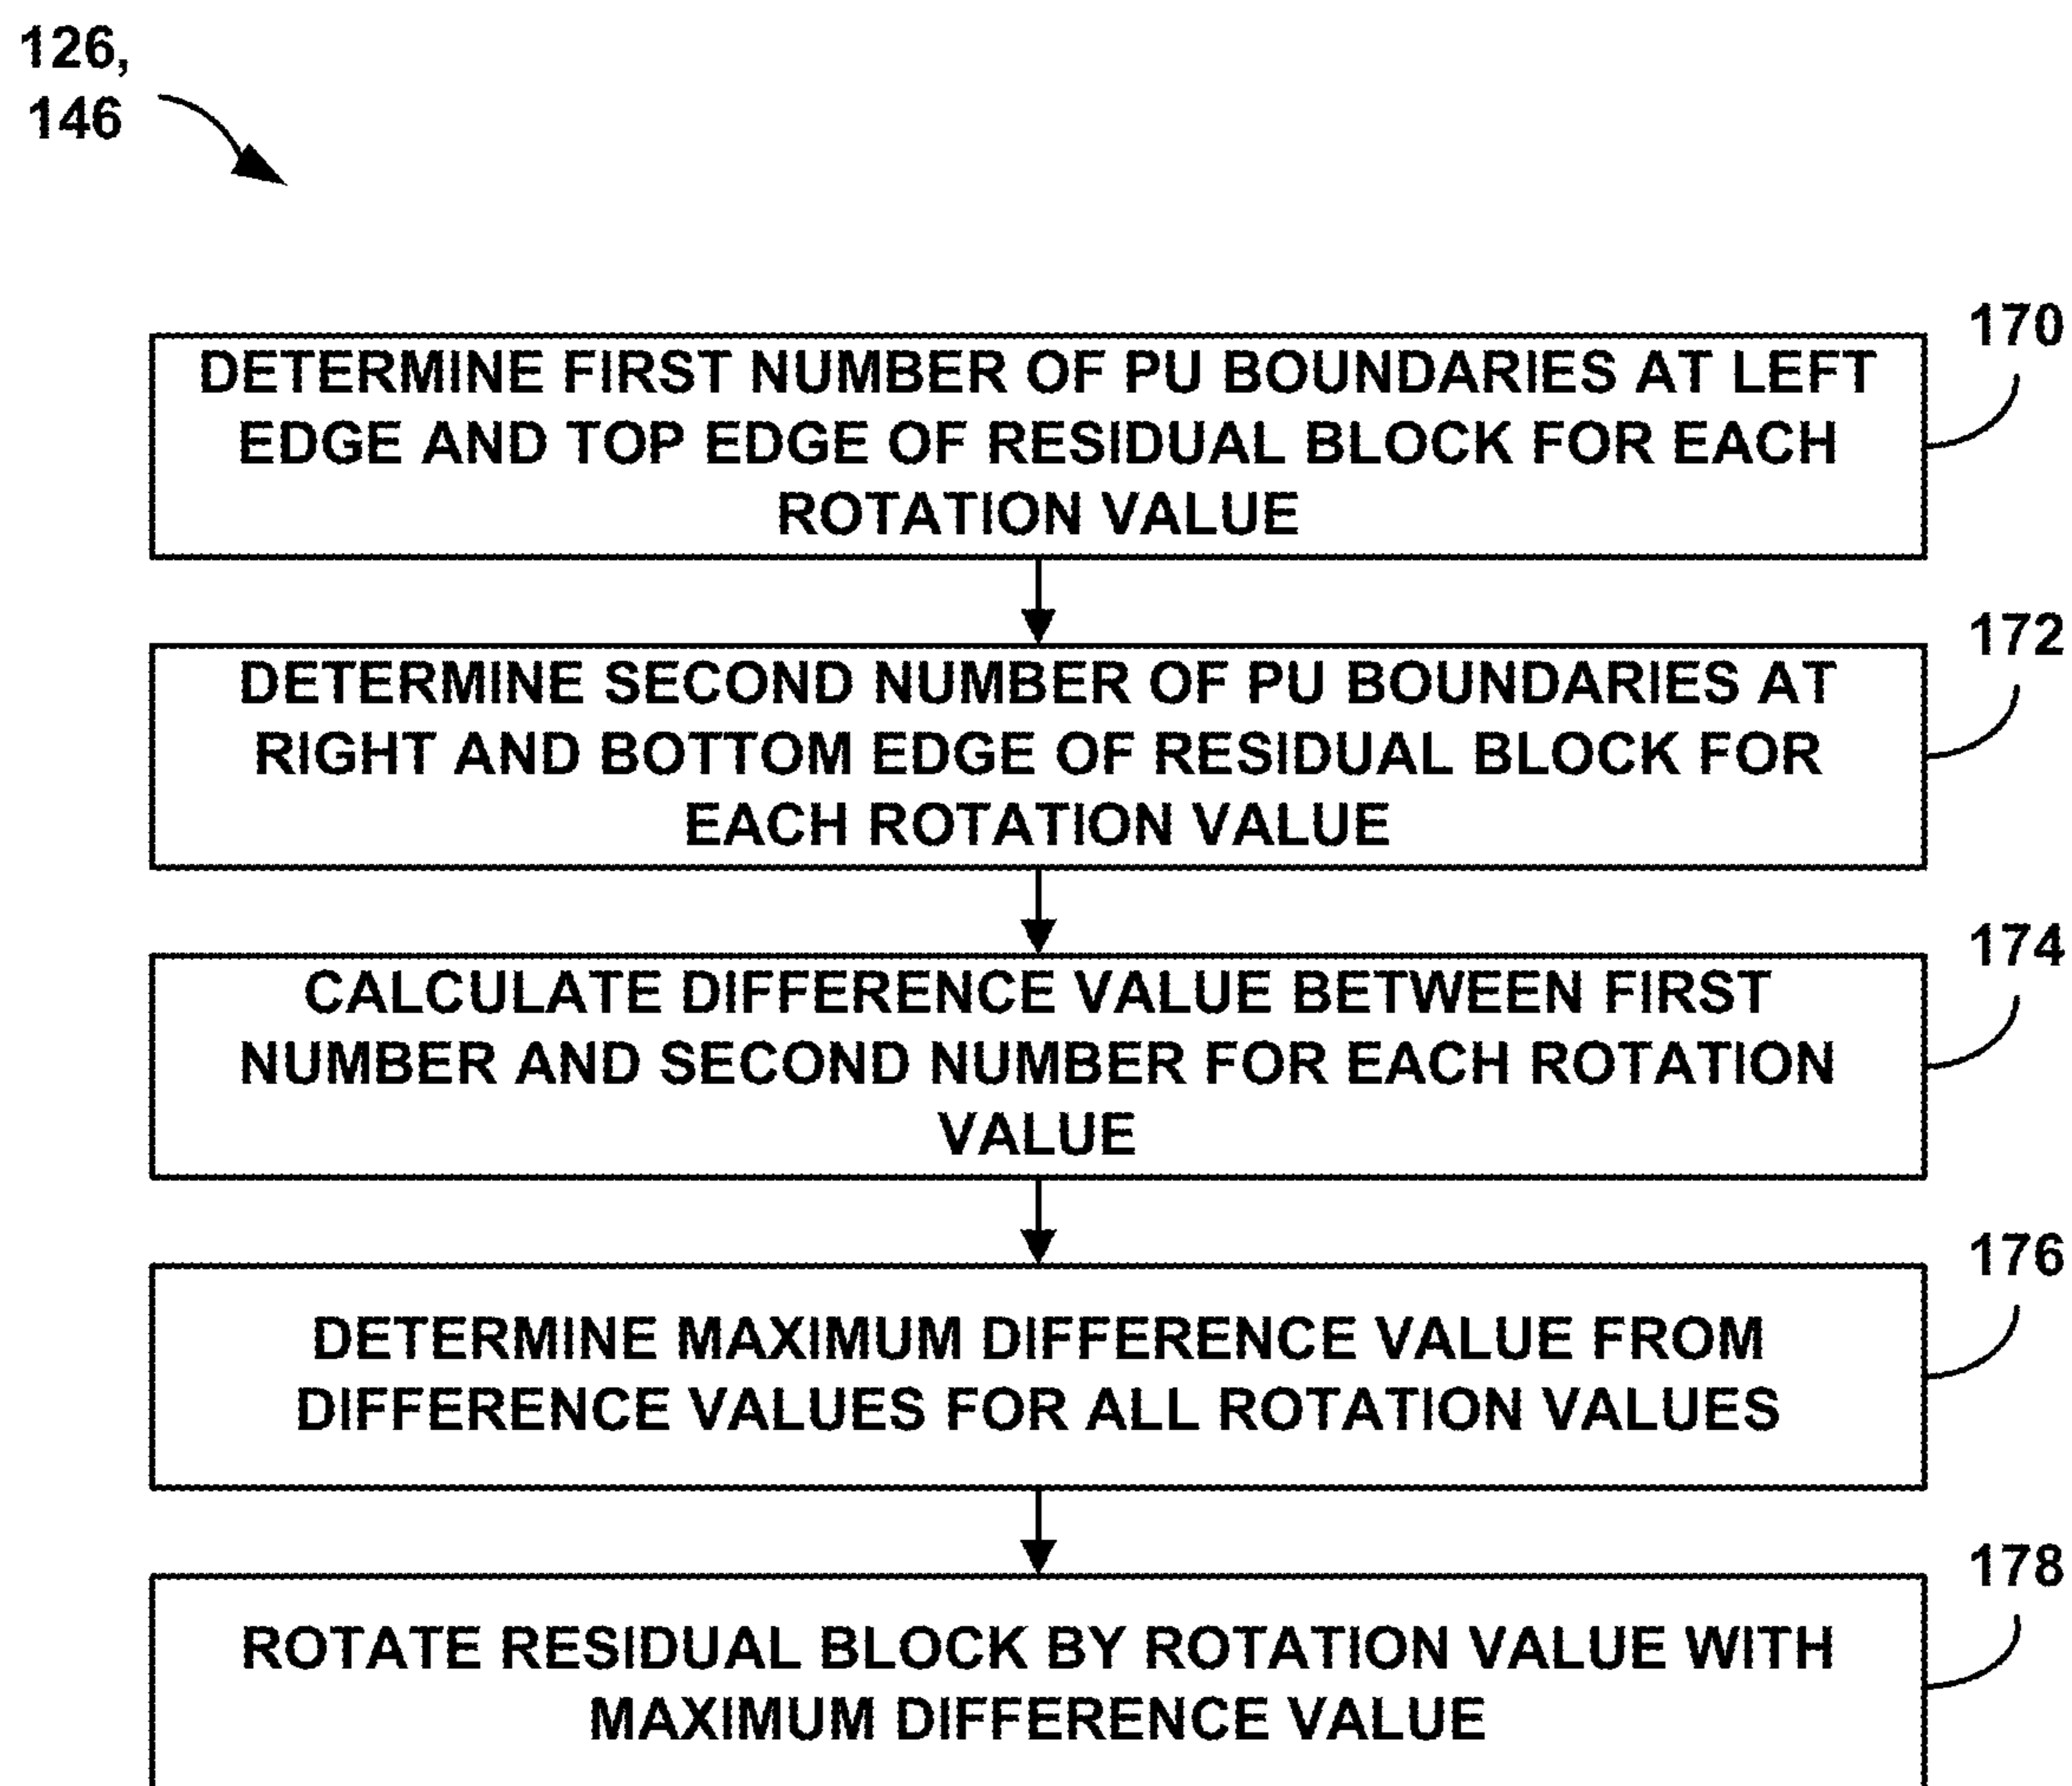 126,
146
170
DETERMINE FIRST NUMBER OF PU BOUNDARIES AT LEFT
EDGE AND TOP EDGE OF RESIDUAL BLOCK FOR EACH
ROTATION VALUE
172
DETERMINE SECOND NUMBER OF PU BOUNDARIES AT
RIGHT AND BOTTOM EDGE OF RESIDUAL BLOCK FOR
EACH ROTATION VALUE
174
CALCULATE DIFFERENCE VALUE BETWEEN FIRST
NUMBER AND SECOND NUMBER FOR EACH ROTATION
VALUE
176
DETERMINE MAXIMUM DIFFERENCE VALUE FROM
DIFFERENCE VALUES FOR ALL ROTATION VALUES
178
ROTATE RESIDUAL BLOCK BY ROTATION VALUE WITH
MAXIMUM DIFFERENCE VALUE